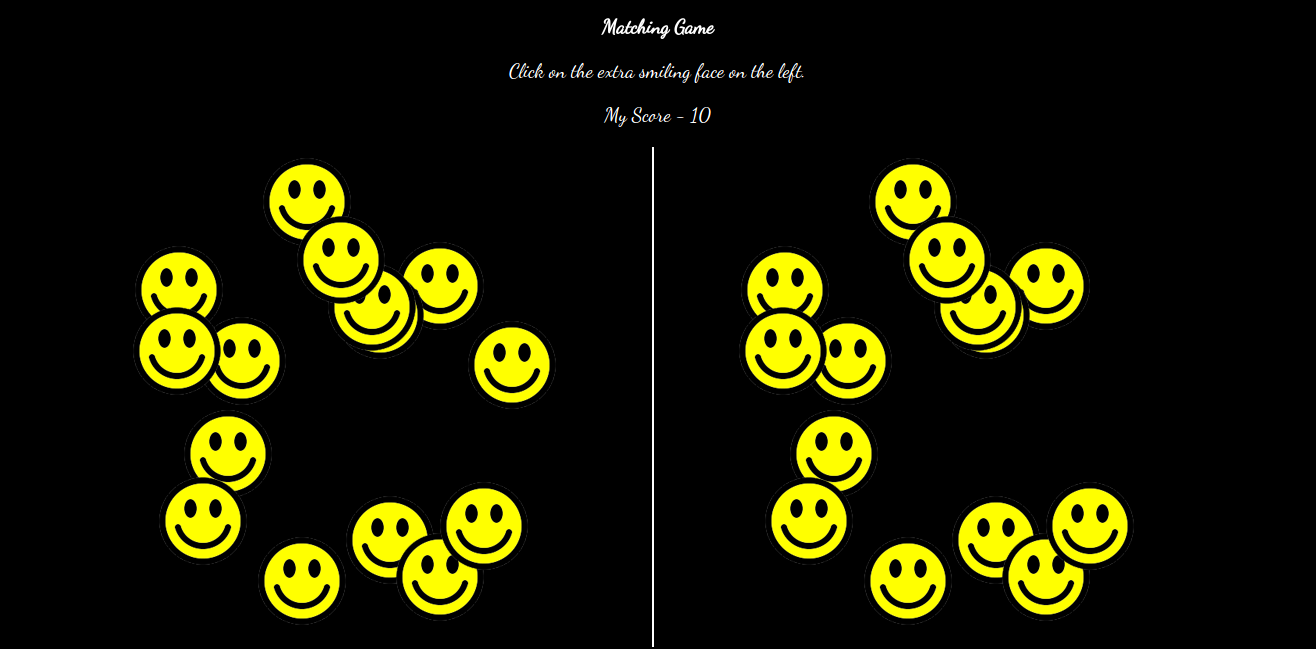 Matching Game
Click on the extra smiling face on the left.
My Score - 10